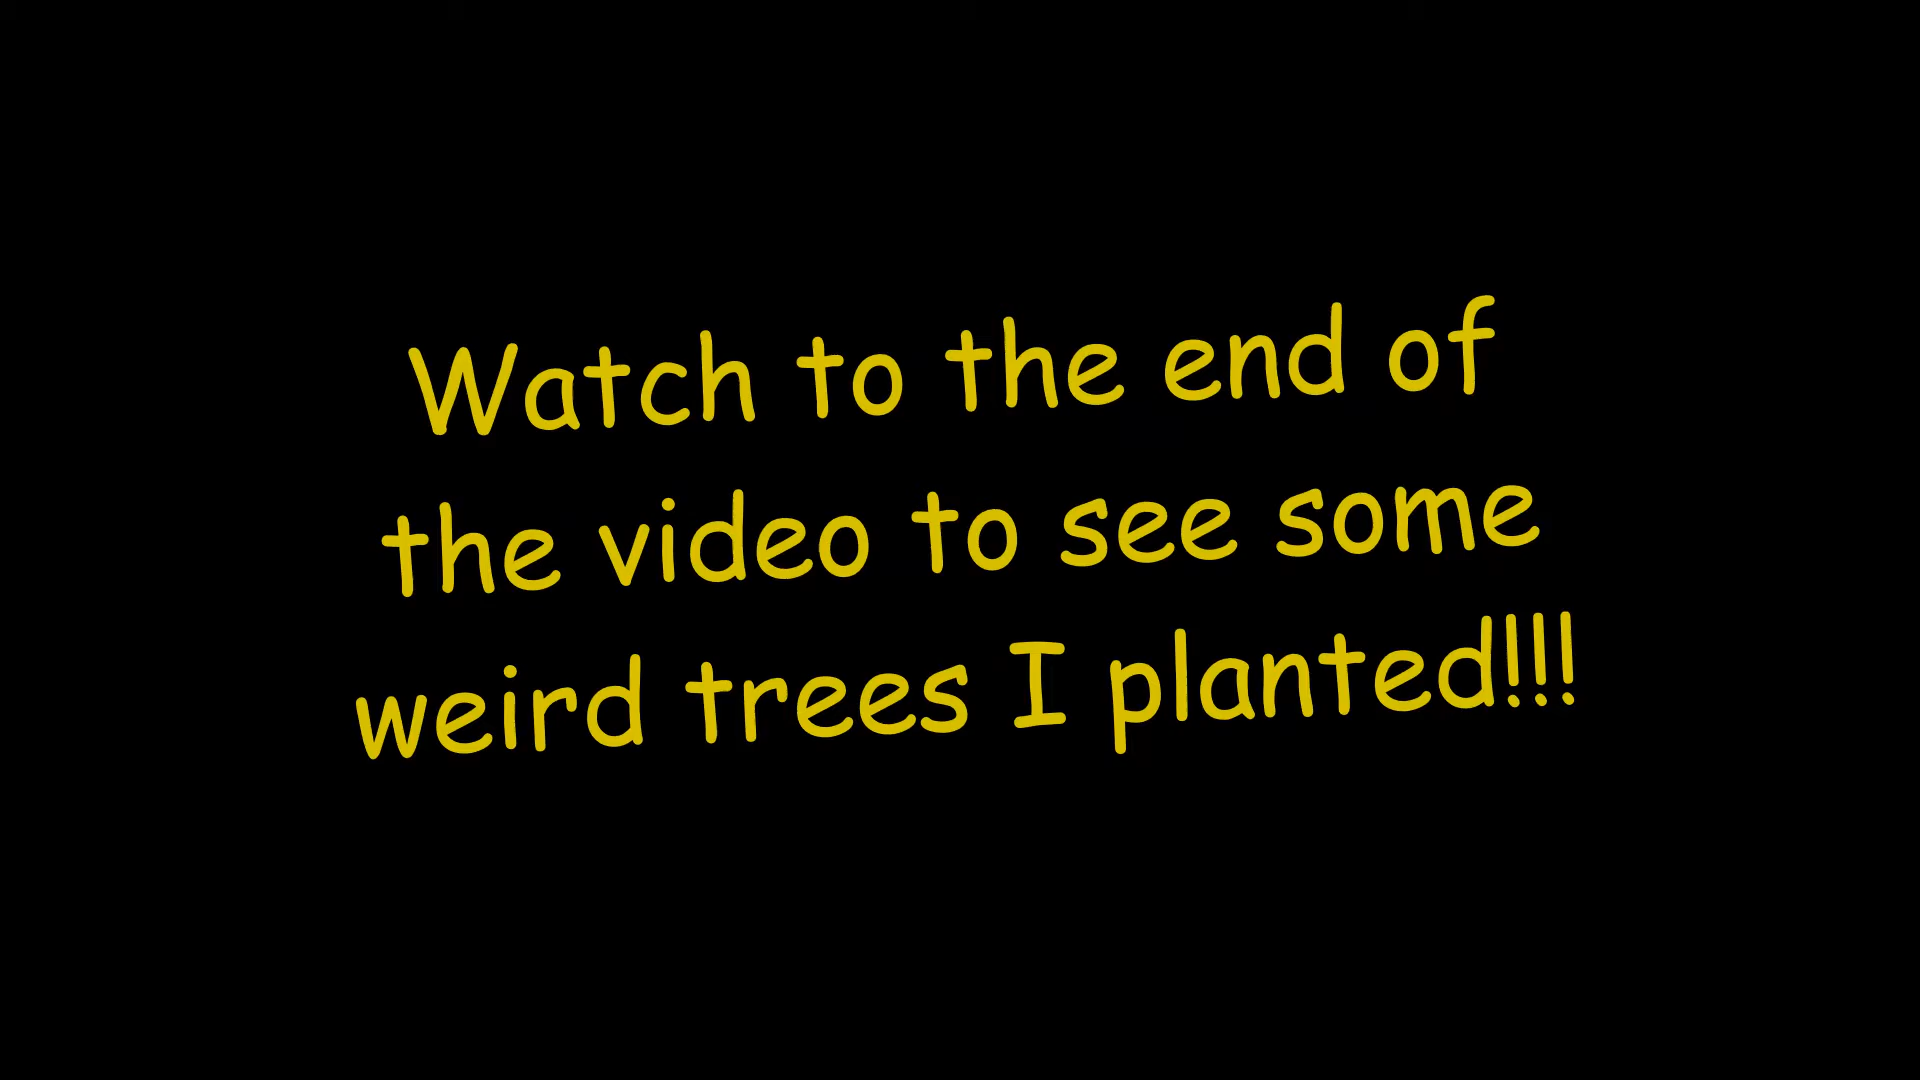 Watch to the end of
the video to see some
weird trees I planted!!!